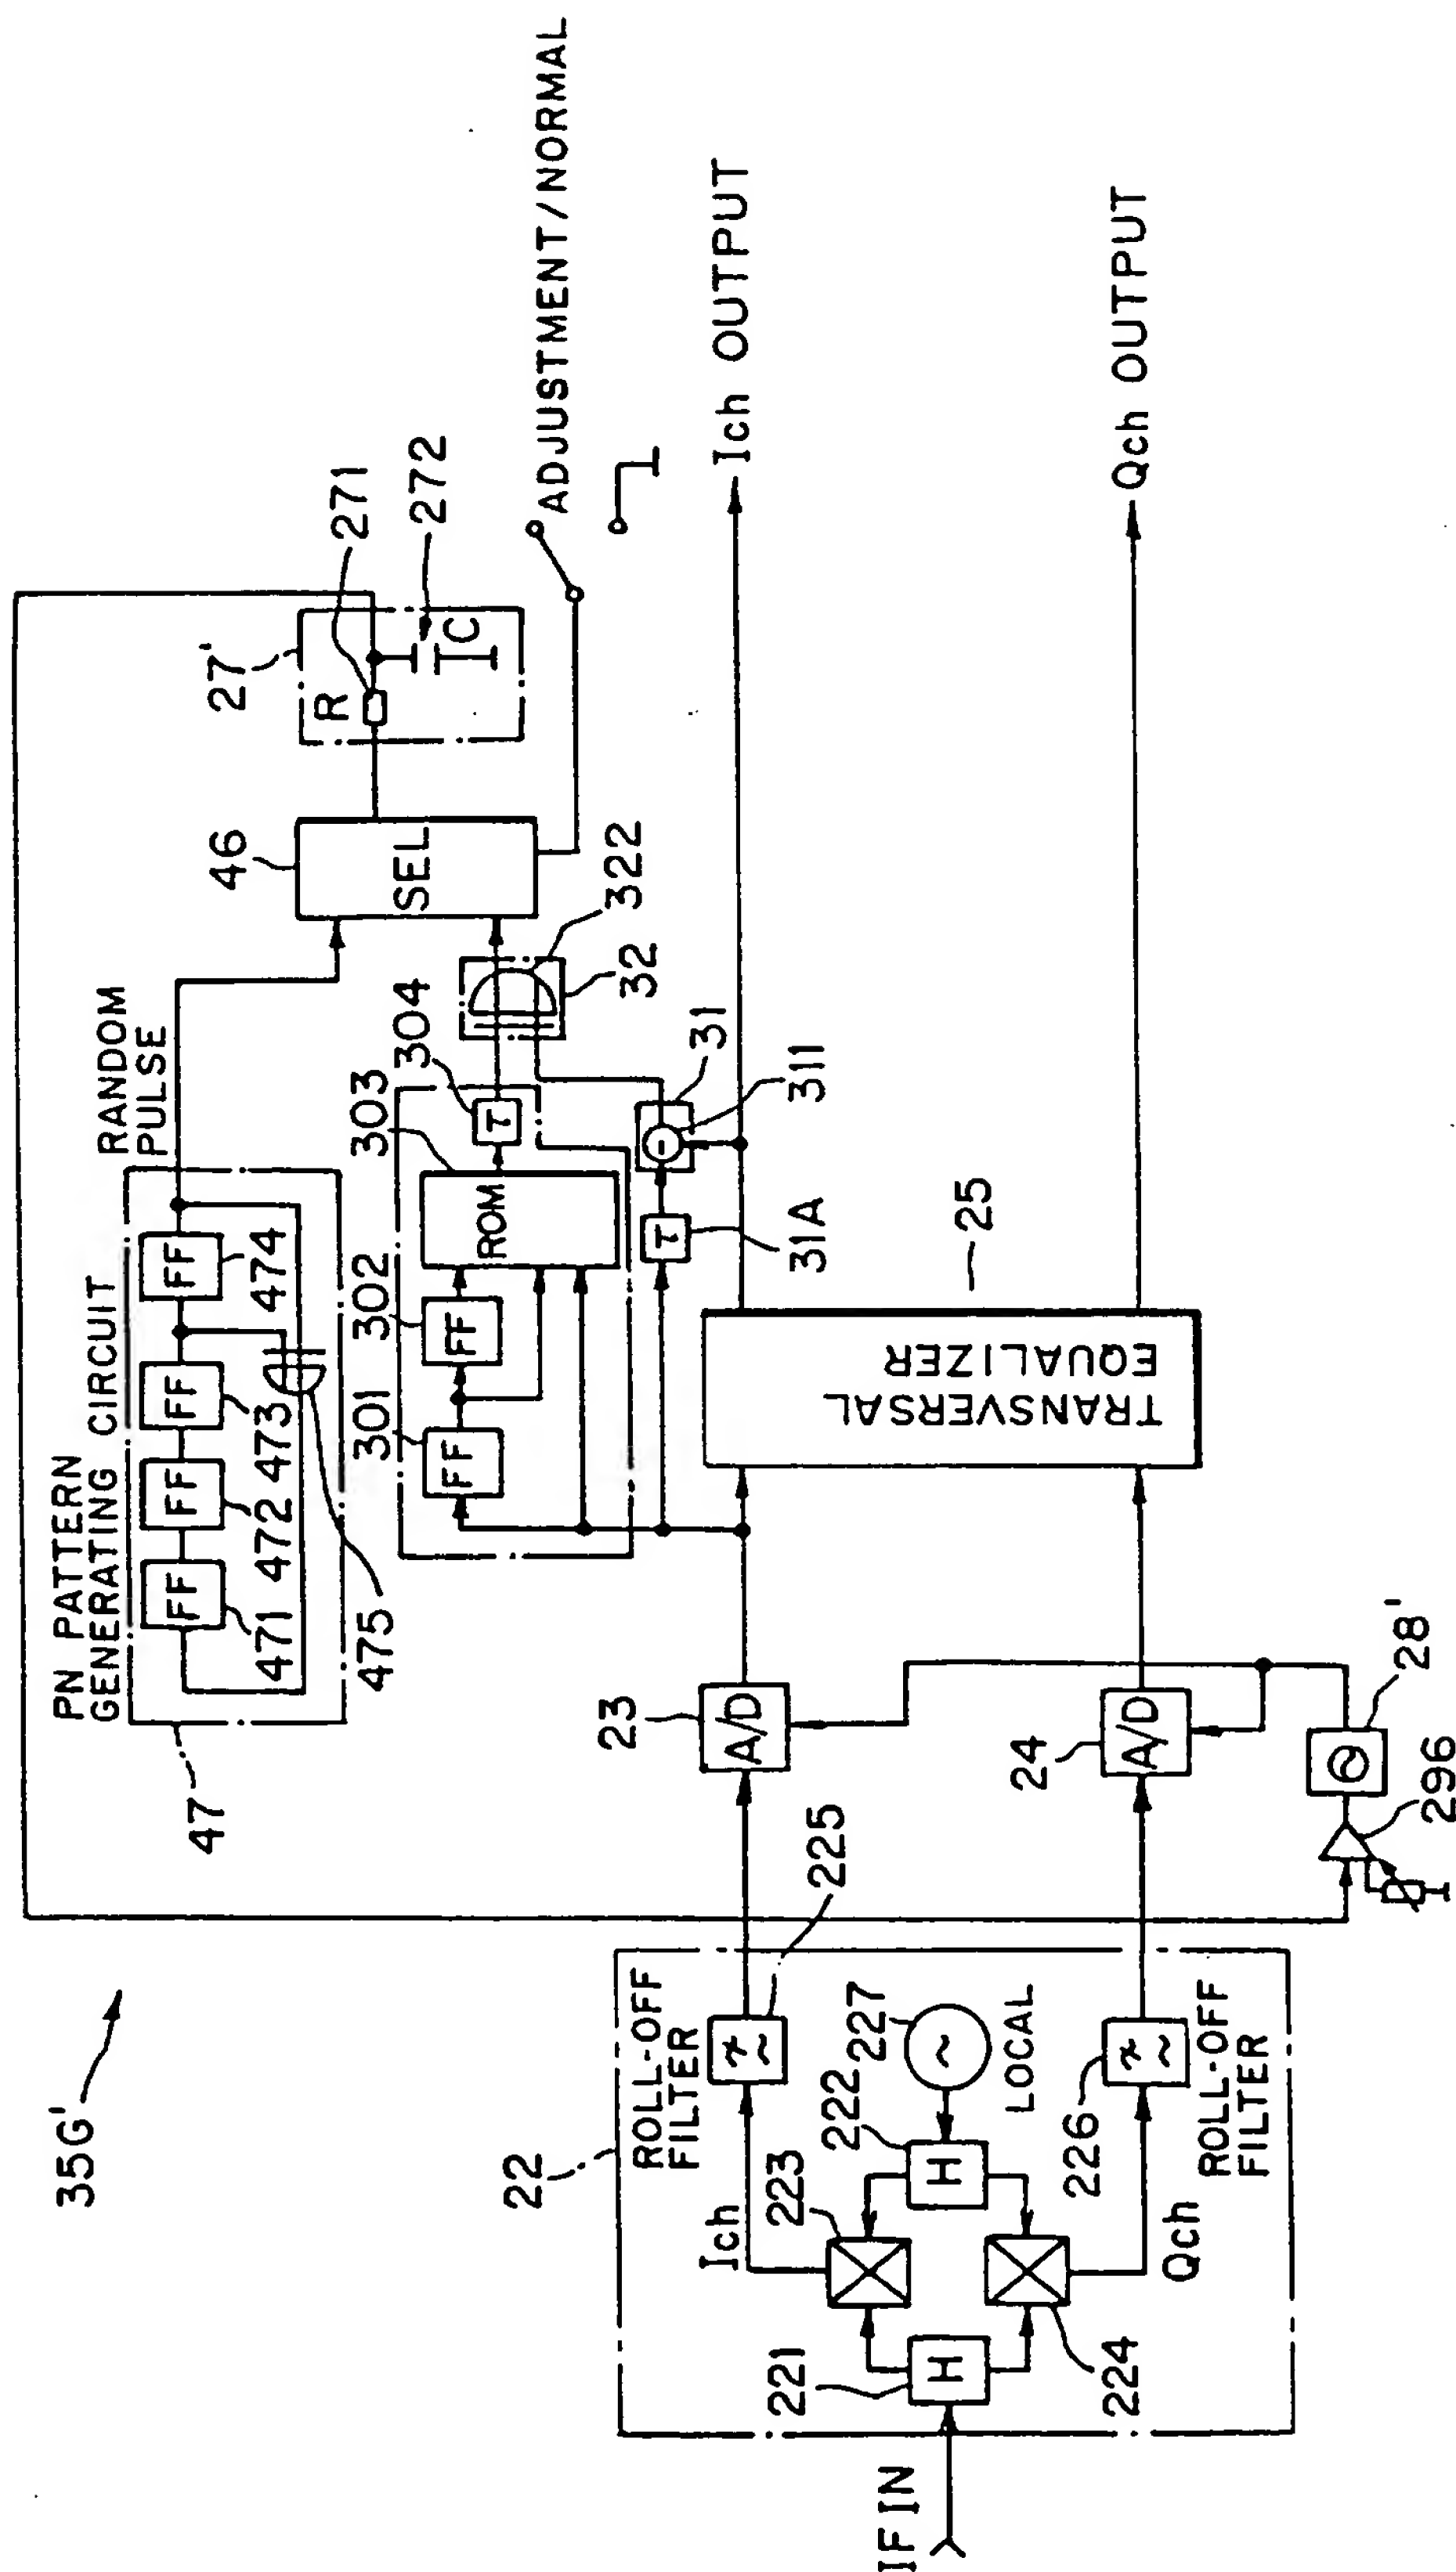 35G'
PN PATTERN
GENERATING CIRCUIT
FF
FF
FF
FF
471
472
473
474
475
47
RANDOM
PULSE
46
SEL
27'
R
271
272
C
ADJUSTMENT/NORMAL
301
FF
302
FF
303
ROM
304
τ
322
32
τ
31A
-
31
311
Ich OUTPUT
Qch OUTPUT
TRANSVERSAL
EQUALIZER
25
23
A/D
24
A/D
28'
296
22
ROLL-OFF
FILTER
225
Ich
223
222
H
227
~
LOCAL
221
H
224
Qch
226
ROLL-OFF
FILTER
IF IN